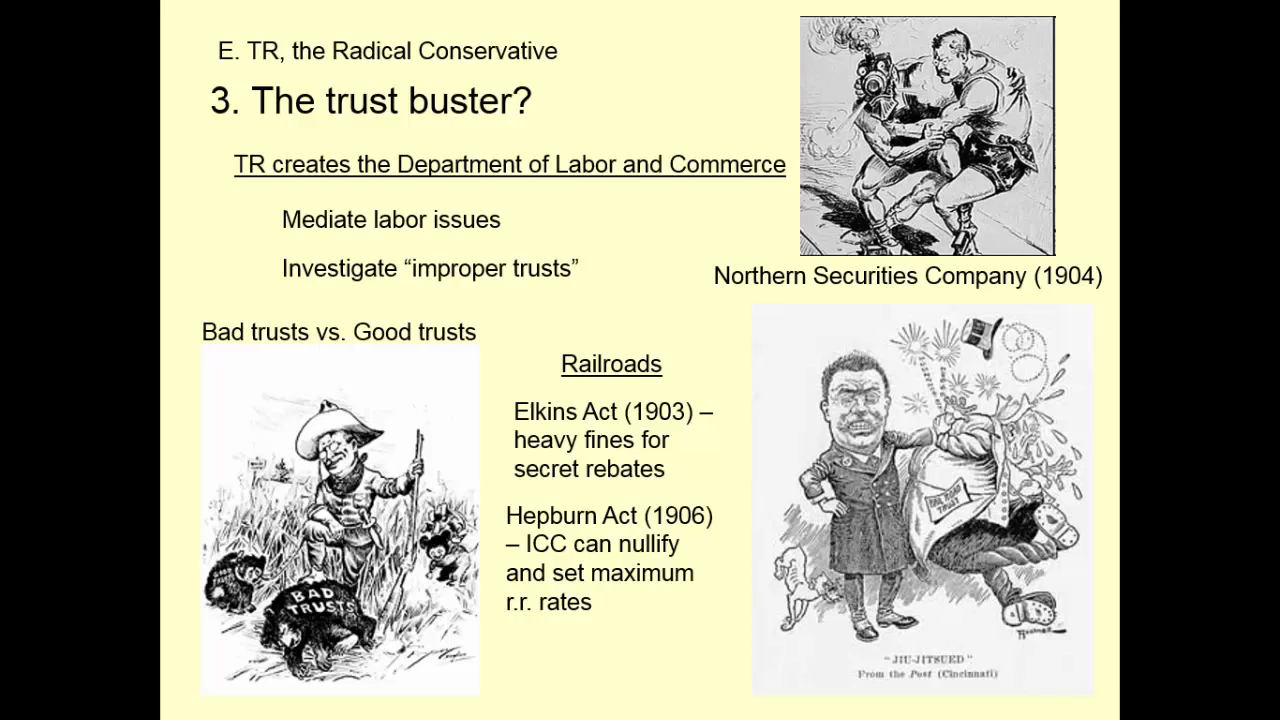 E. TR, the Radical Conservative
3. The trust buster?
TR creates the Department of Labor and Commerce
Mediate labor issues
Investigate “improper trusts”
Northern Securities Company (1904)
Bad trusts vs. Good trusts
BAD
TRUSTS
Railroads
Elkins Act (1903) –
heavy fines for
secret rebates
Hepburn Act (1906)
– ICC can nullify
and set maximum
r.r. rates
RAIL ROAD
TRUST
"JIU-JITSUED"
From the Post (Cincinnati)